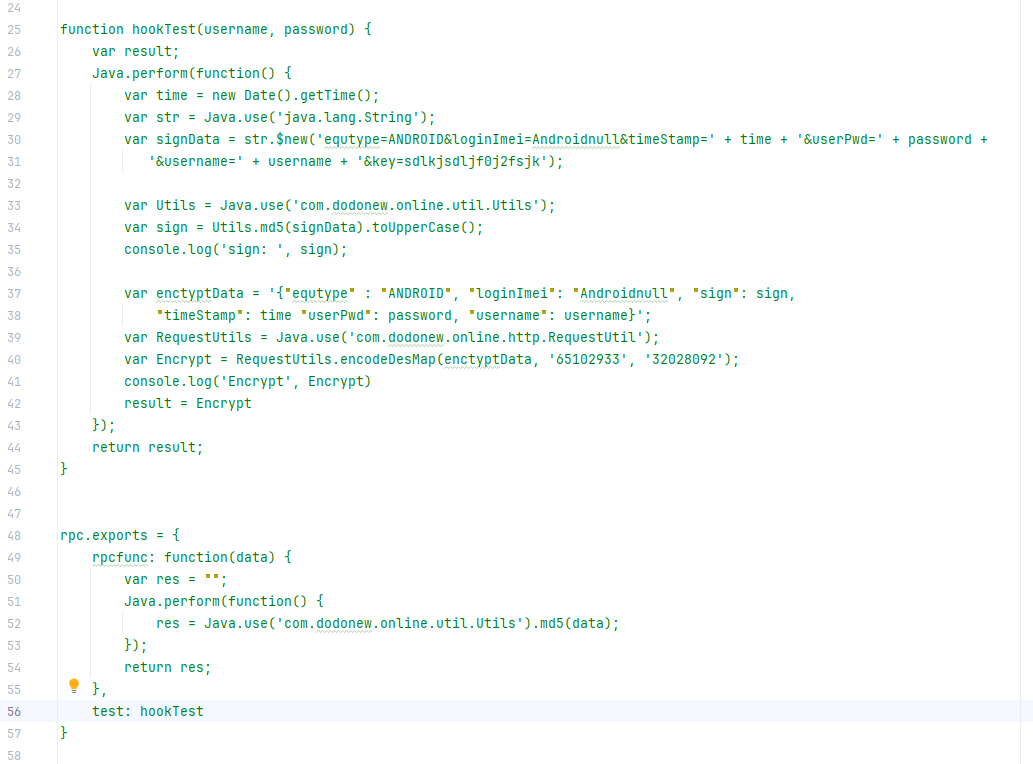 24
25 function hookTest(username, password) {
26 var result;
27 Java.perform(function() {
28 var time = new Date().getTime();
29 var str = Java.use('java.lang.String');
30 var signData = str.$new('equtype=ANDROID&loginImei=Androidnull&timeStamp=' + time + '&userPwd=' + password +
31 '&username=' + username + '&key=sdlkjsdljf0j2fsjk');
32
33 var Utils = Java.use('com.dodonew.online.util.Utils');
34 var sign = Utils.md5(signData).toUpperCase();
35 console.log('sign: ', sign);
36
37 var enctyptData = '{"equtype" : "ANDROID", "loginImei": "Androidnull", "sign": sign,
38 "timeStamp": time "userPwd": password, "username": username}';
39 var RequestUtils = Java.use('com.dodonew.online.http.RequestUtil');
40 var Encrypt = RequestUtils.encodeDesMap(enctyptData, '65102933', '32028092');
41 console.log('Encrypt', Encrypt)
42 result = Encrypt
43 });
44 return result;
45 }
46
47
48 rpc.exports = {
49 rpcfunc: function(data) {
50 var res = "";
51 Java.perform(function() {
52 res = Java.use('com.dodonew.online.util.Utils').md5(data);
53 });
54 return res;
55 },
56 test: hookTest
57 }
58